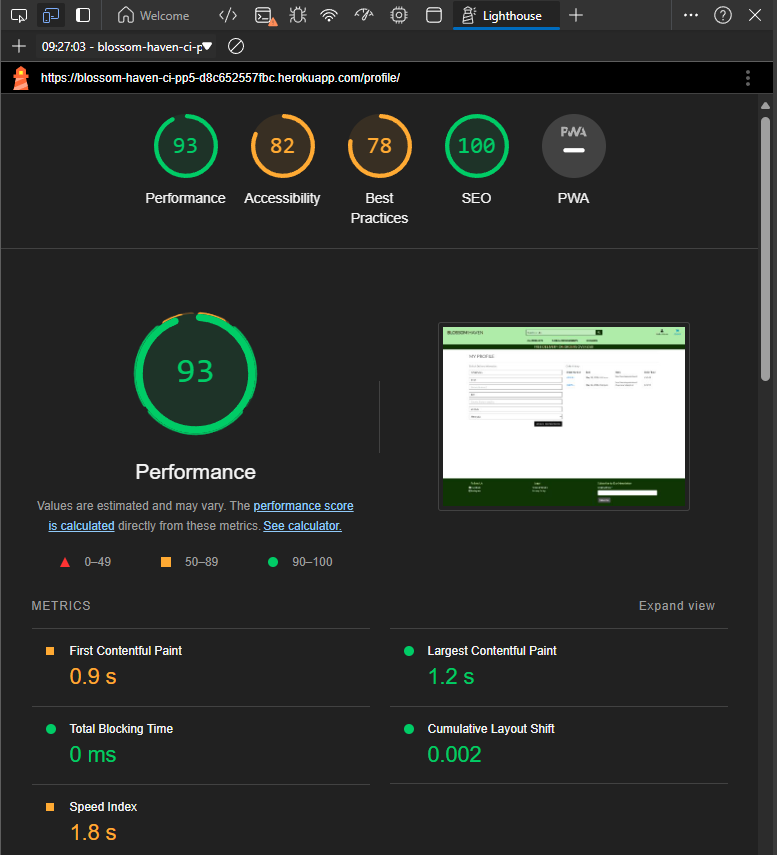 Welcome
Lighthouse
09:27:03 - blossom-haven-ci-p
https://blossom-haven-ci-pp5-d8c652557fbc.herokuapp.com/profile/
93
82
78
100
PWA
Performance
Accessibility
Best
Practices
SEO
PWA
93
MY PROFILE
Performance
Values are estimated and may vary. The performance score
is calculated directly from these metrics. See calculator.
0–49
50–89
90–100
METRICS
Expand view
First Contentful Paint
0.9 s
Largest Contentful Paint
1.2 s
Total Blocking Time
0 ms
Cumulative Layout Shift
0.002
Speed Index
1.8 s